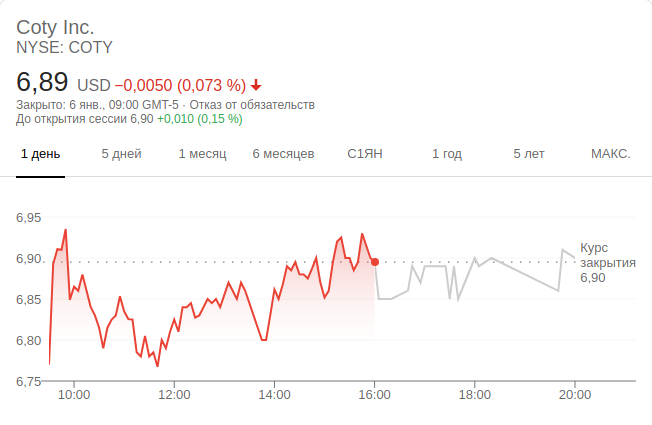 Coty Inc.
NYSE: COTY
6,89 USD −0,0050 (0,073 %)
Закрыто: 6 янв., 09:00 GMT-5 · Отказ от обязательств
До открытия сессии 6,90 +0,010 (0,15 %)
1 день 5 дней 1 месяц 6 месяцев С1ЯН 1 год 5 лет МАКС.
6,95
6,90
6,85
6,80
6,75
Курс
закрытия
6,90
10:00 12:00 14:00 16:00 18:00 20:00